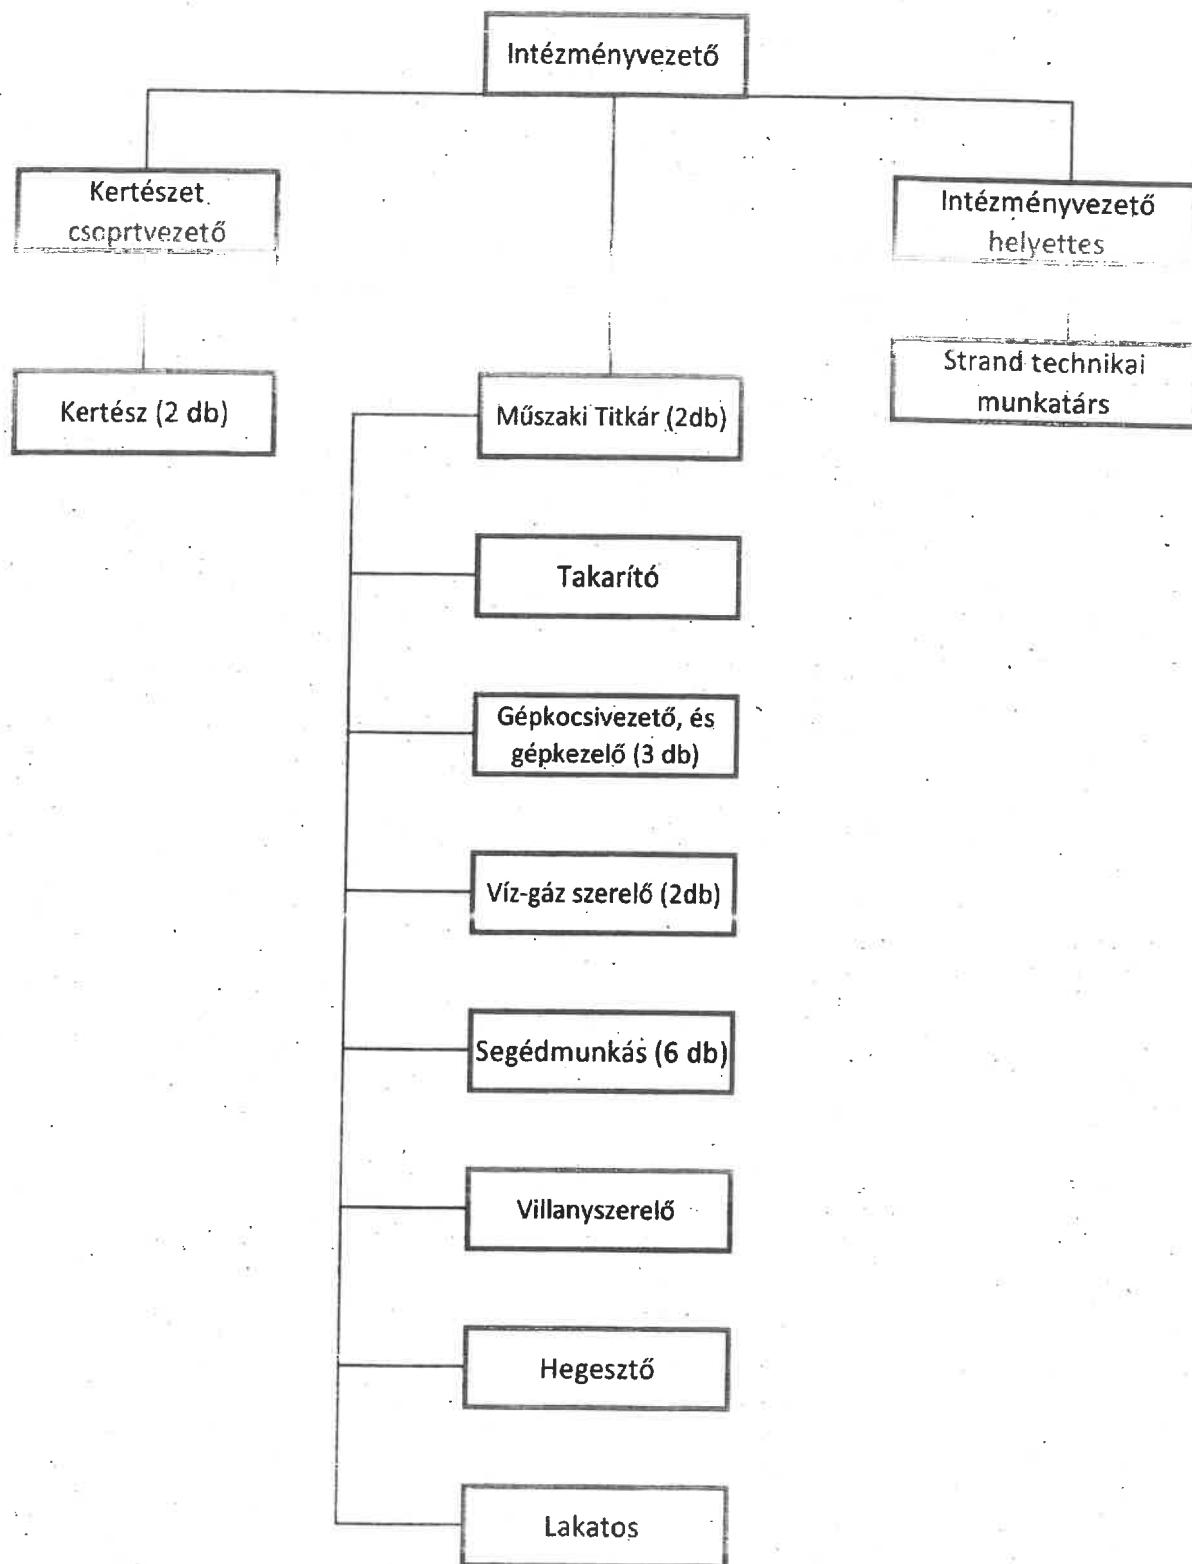 Intézményvezető
Kertészet
csoprtvezető
Intézményvezető
helyettes
Kertész (2 db)
Műszaki Titkár (2db)
Strand technikai
munkatárs
Takarító
Gépkocsivezető, és
gépkezelő (3 db)
Víz-gáz szerelő (2db)
Segédmunkás (6 db)
Villanyszerelő
Hegesztő
Lakatos